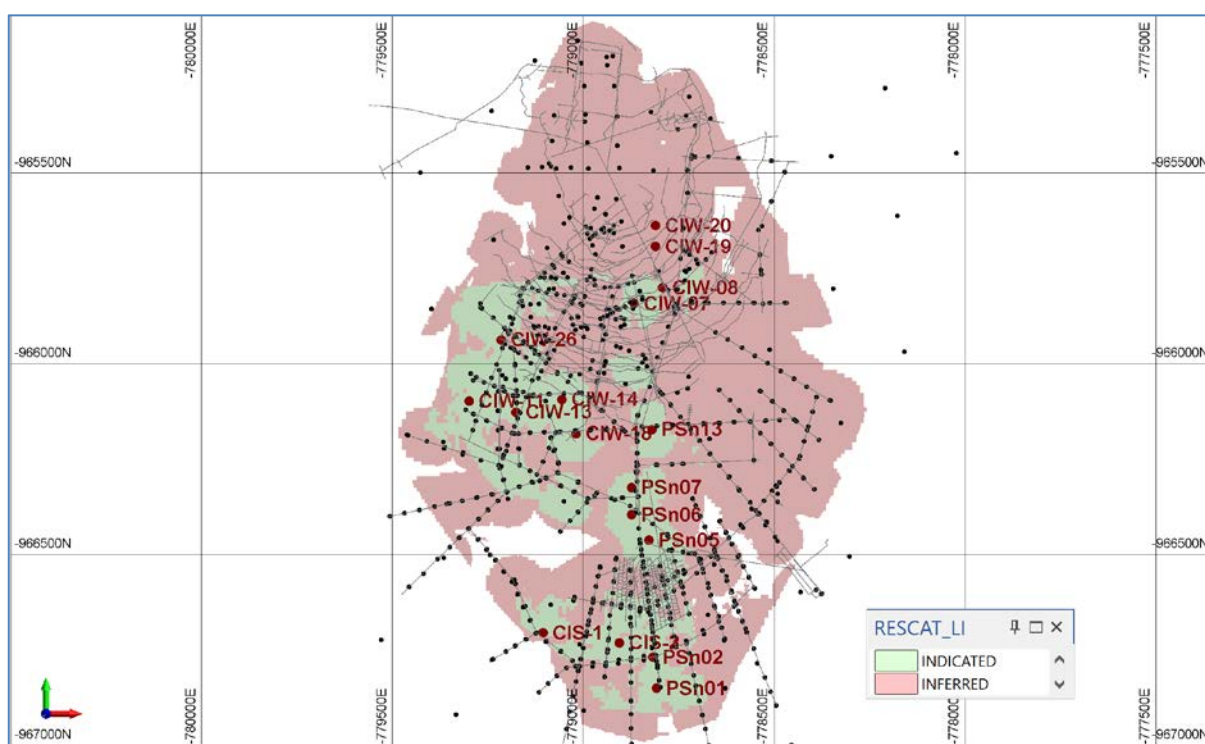 -780000E
-779500E
-779000E
-778500E
-778000E
-777500E
-965500N
-965500N
CIW-20
CIW-19
CIW-08
CIW-07
CIW-26
-966000N
-966000N
CIW-11
CIW-14
CIW-13
CIW-18
PSn13
PSn07
PSn06
PSn05
-966500N
-966500N
CIS-1
CIS-2
PSn02
PSn01
RESCAT_LI
INDICATED
INFERRED
-967000N
-967000N
-780000E
-779500E
-779000E
-778500E
-778000E
-777500E